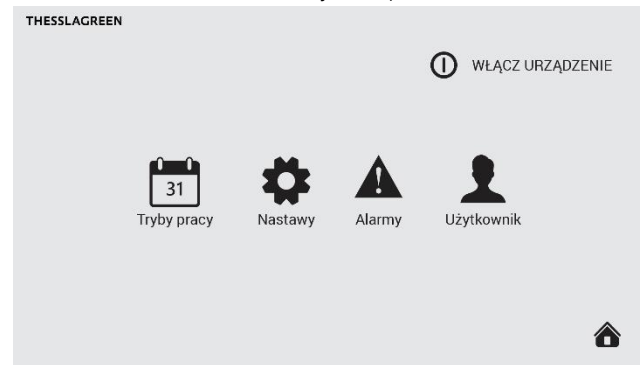 THESSLAGREEN
WŁĄCZ URZĄDZENIE
31
Tryby pracy
Nastawy
Alarmy
Użytkownik